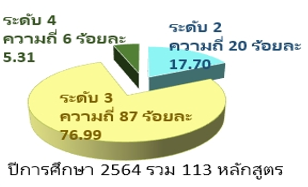 ระดับ 4
ความถี่ 6 ร้อยละ
5.31
ระดับ 2
ความถี่ 20 ร้อยละ
17.70
ระดับ 3
ความถี่ 87 ร้อยละ
76.99
ปีการศึกษา 2564 รวม 113 หลักสูตร